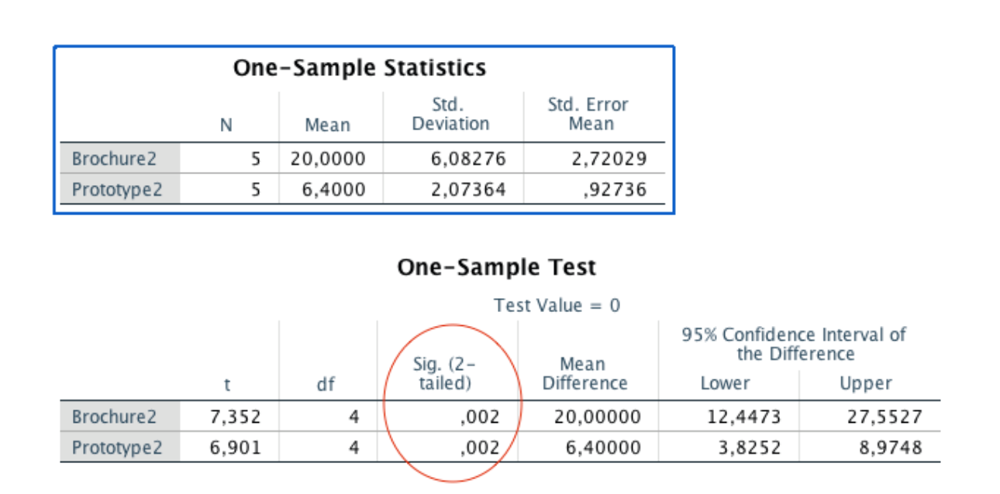 One-Sample Statistics
N Mean Std. Deviation Std. Error Mean
Brochure2 5 20,0000 6,08276 2,72029
Prototype2 5 6,4000 2,07364 ,92736
One-Sample Test
Test Value = 0
95% Confidence Interval of the Difference
t df Sig. (2-tailed) Mean Difference Lower Upper
Brochure2 7,352 4 ,002 20,00000 12,4473 27,5527
Prototype2 6,901 4 ,002 6,40000 3,8252 8,9748